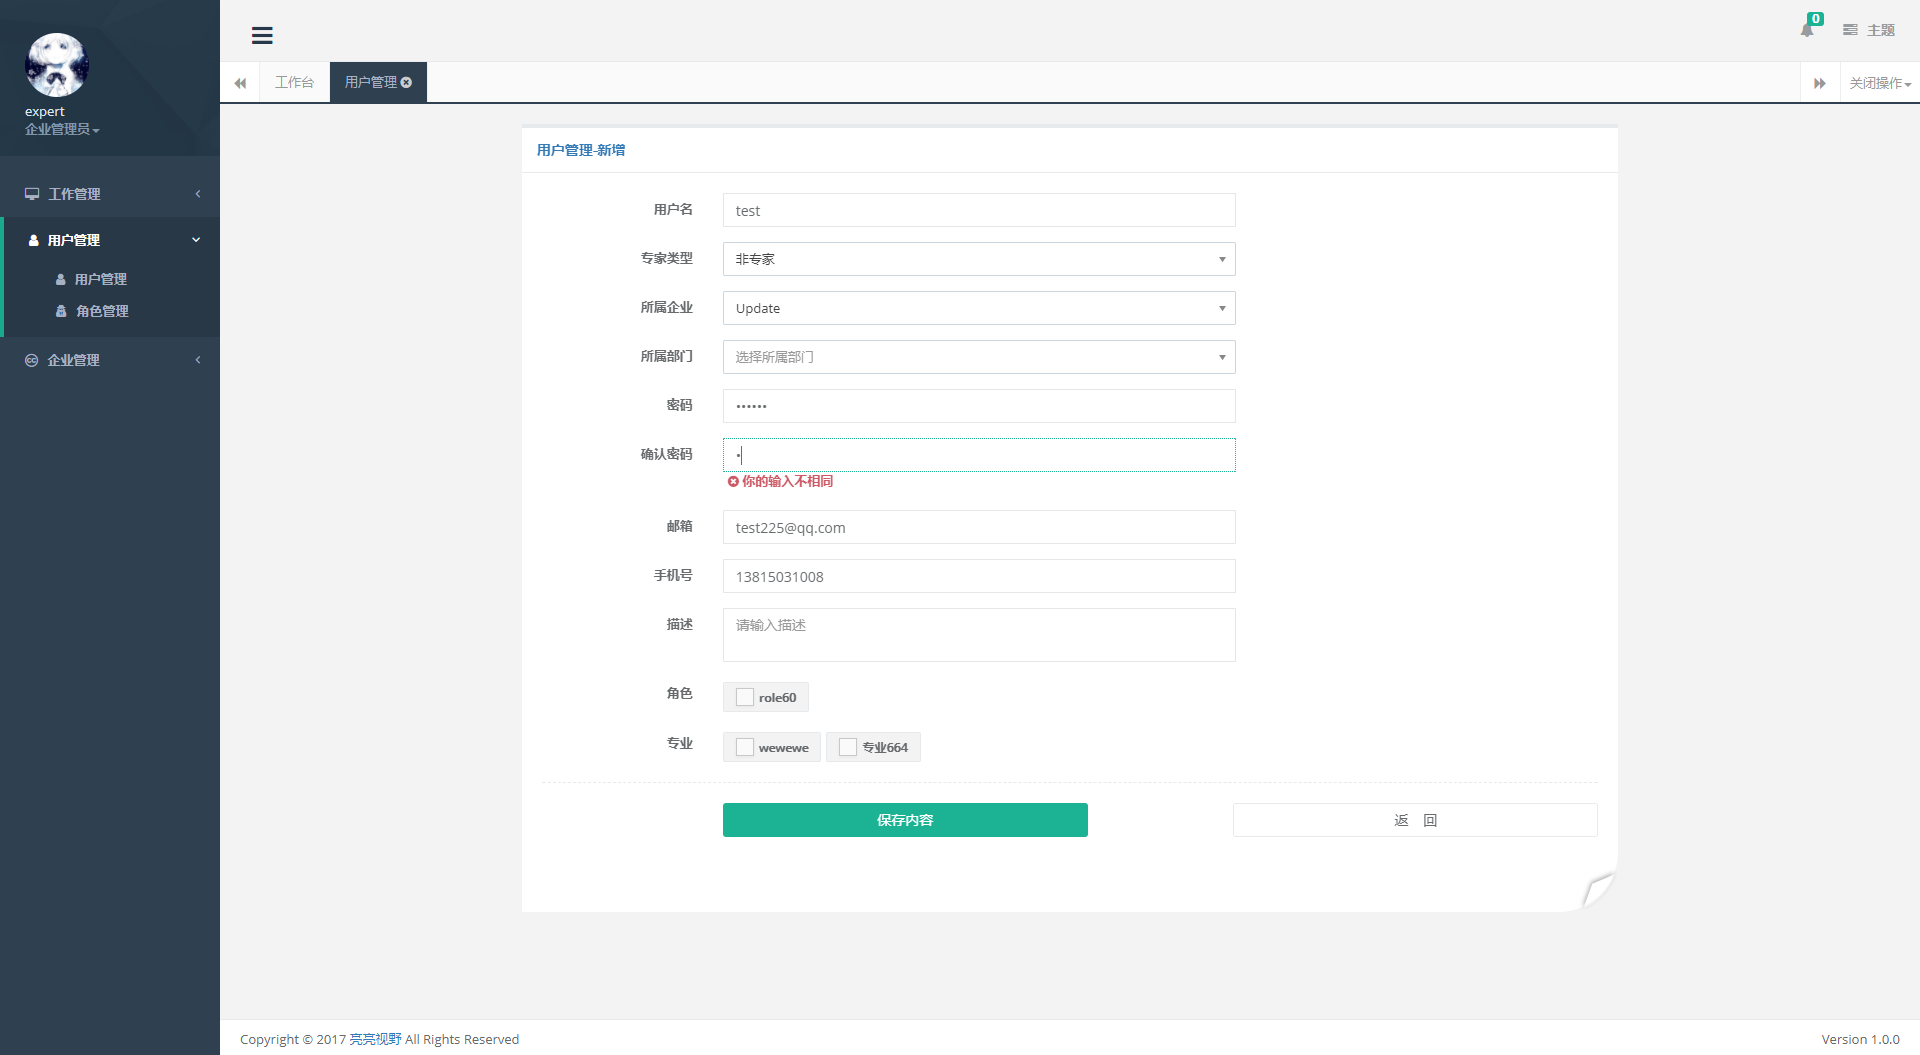 expert
企业管理员
工作管理
用户管理
用户管理
角色管理
企业管理
0
主题
工作台
用户管理
关闭操作
用户管理-新增
用户名
test
专家类型
非专家
所属企业
Update
所属部门
选择所属部门
密码
••••••
确认密码
•
你的输入不相同
邮箱
test225@qq.com
手机号
13815031008
描述
请输入描述
角色
role60
专业
wewewe
专业664
保存内容
返 回
Copyright © 2017 亮亮视野 All Rights Reserved
Version 1.0.0